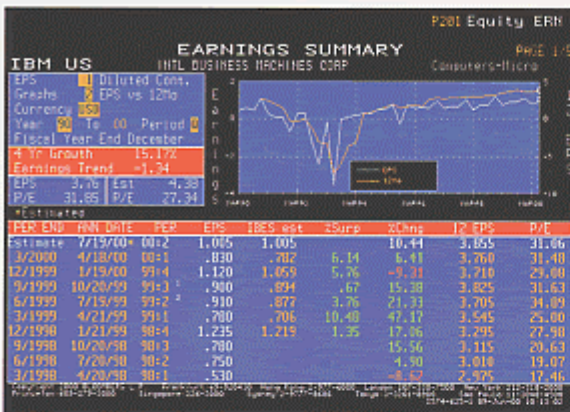 P201 Equity ERN
EARNINGS SUMMARY
PAGE 1/5
IBM US
INTL BUSINESS MACHINES CORP
Computers-Micro
EPS 1 Diluted Cont.
Graphs 2 EPS vs 12Mo
Currency USD
Year 90 To 00 Period Q
Fiscal Year End December
4 Yr Growth 15.17%
Earnings Trend -1.34
EPS 3.76 Est 4.38
P/E 31.85 P/E 27.34
*Estimated
Earnings
EPS
12Mo
PER END ANN DATE PER EPS IBES est %Surp %Chng 12 EPS P/E
Estimate 7/19/00* 00:2 1.005 1.005 10.44 3.855 31.06
3/2000 4/18/00 00:1 .830 .782 6.14 6.41 3.760 31.48
12/1999 1/19/00 99:4 1.120 1.059 5.76 -9.31 3.710 29.08
9/1999 10/20/99 99:3 .900 .894 .67 15.38 3.825 31.63
6/1999 7/19/99 99:2 .910 .877 3.76 21.33 3.705 34.89
3/1999 4/21/99 99:1 .780 .706 10.48 47.17 3.545 25.00
12/1998 1/21/99 98:4 1.235 1.219 1.35 17.06 3.295 27.98
9/1998 10/20/98 98:3 .780 15.56 3.115 20.63
6/1998 7/20/98 98:2 .750 4.90 3.010 19.07
3/1998 4/20/98 98:1 .530 -8.62 2.975 17.46